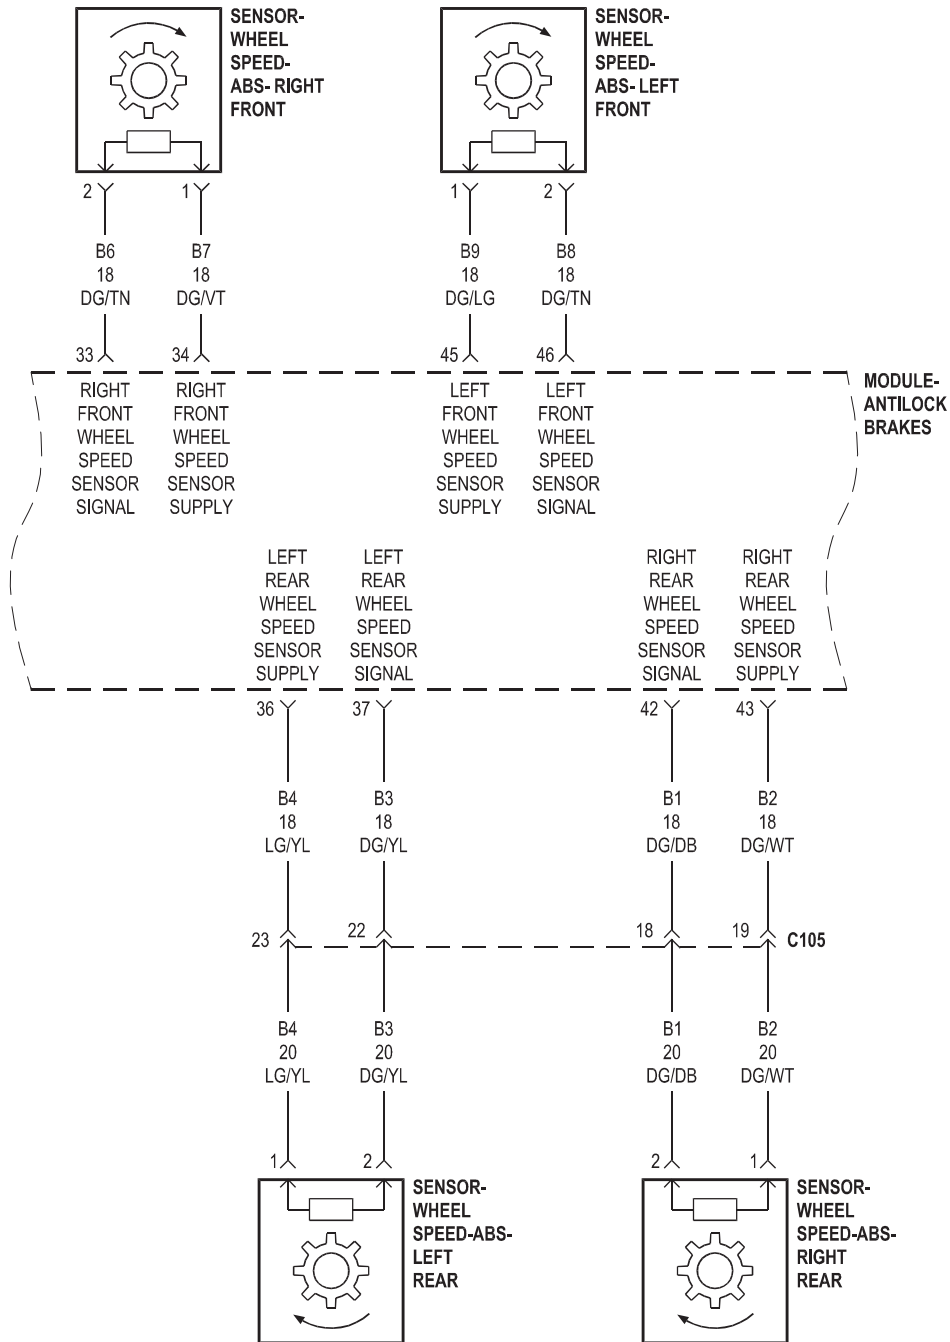 SENSOR-
WHEEL
SPEED-
ABS- RIGHT
FRONT
SENSOR-
WHEEL
SPEED-
ABS- LEFT
FRONT
2 1 1 2
B6 B7 B9 B8
18 18 18 18
DG/TN DG/VT DG/LG DG/TN
33 34 45 46
MODULE-
ANTILOCK
BRAKES
RIGHT
FRONT
WHEEL
SPEED
SENSOR
SIGNAL
RIGHT
FRONT
WHEEL
SPEED
SENSOR
SUPPLY
LEFT
FRONT
WHEEL
SPEED
SENSOR
SUPPLY
LEFT
FRONT
WHEEL
SPEED
SENSOR
SIGNAL
LEFT
REAR
WHEEL
SPEED
SENSOR
SUPPLY
LEFT
REAR
WHEEL
SPEED
SENSOR
SIGNAL
RIGHT
REAR
WHEEL
SPEED
SENSOR
SIGNAL
RIGHT
REAR
WHEEL
SPEED
SENSOR
SUPPLY
36 37 42 43
B4 B3 B1 B2
18 18 18 18
LG/YL DG/YL DG/DB DG/WT
23 22 18 19 C105
B4 B3 B1 B2
20 20 20 20
LG/YL DG/YL DG/DB DG/WT
1 2 2 1
SENSOR-
WHEEL
SPEED-ABS-
LEFT
REAR
SENSOR-
WHEEL
SPEED-ABS-
RIGHT
REAR